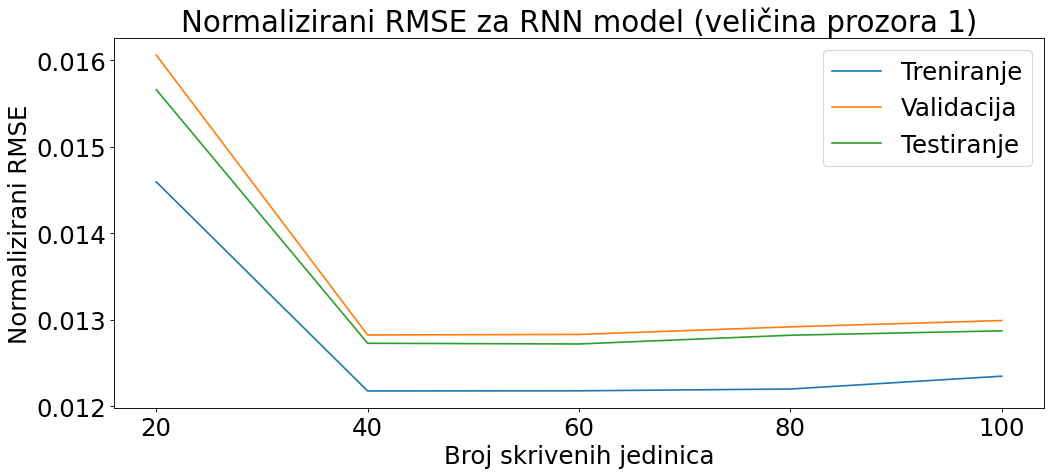 Normalizirani RMSE za RNN model (veličina prozora 1)
Normalizirani RMSE
0.016
0.015
0.014
0.013
0.012
Treniranje
Validacija
Testiranje
20 40 60 80 100
Broj skrivenih jedinica